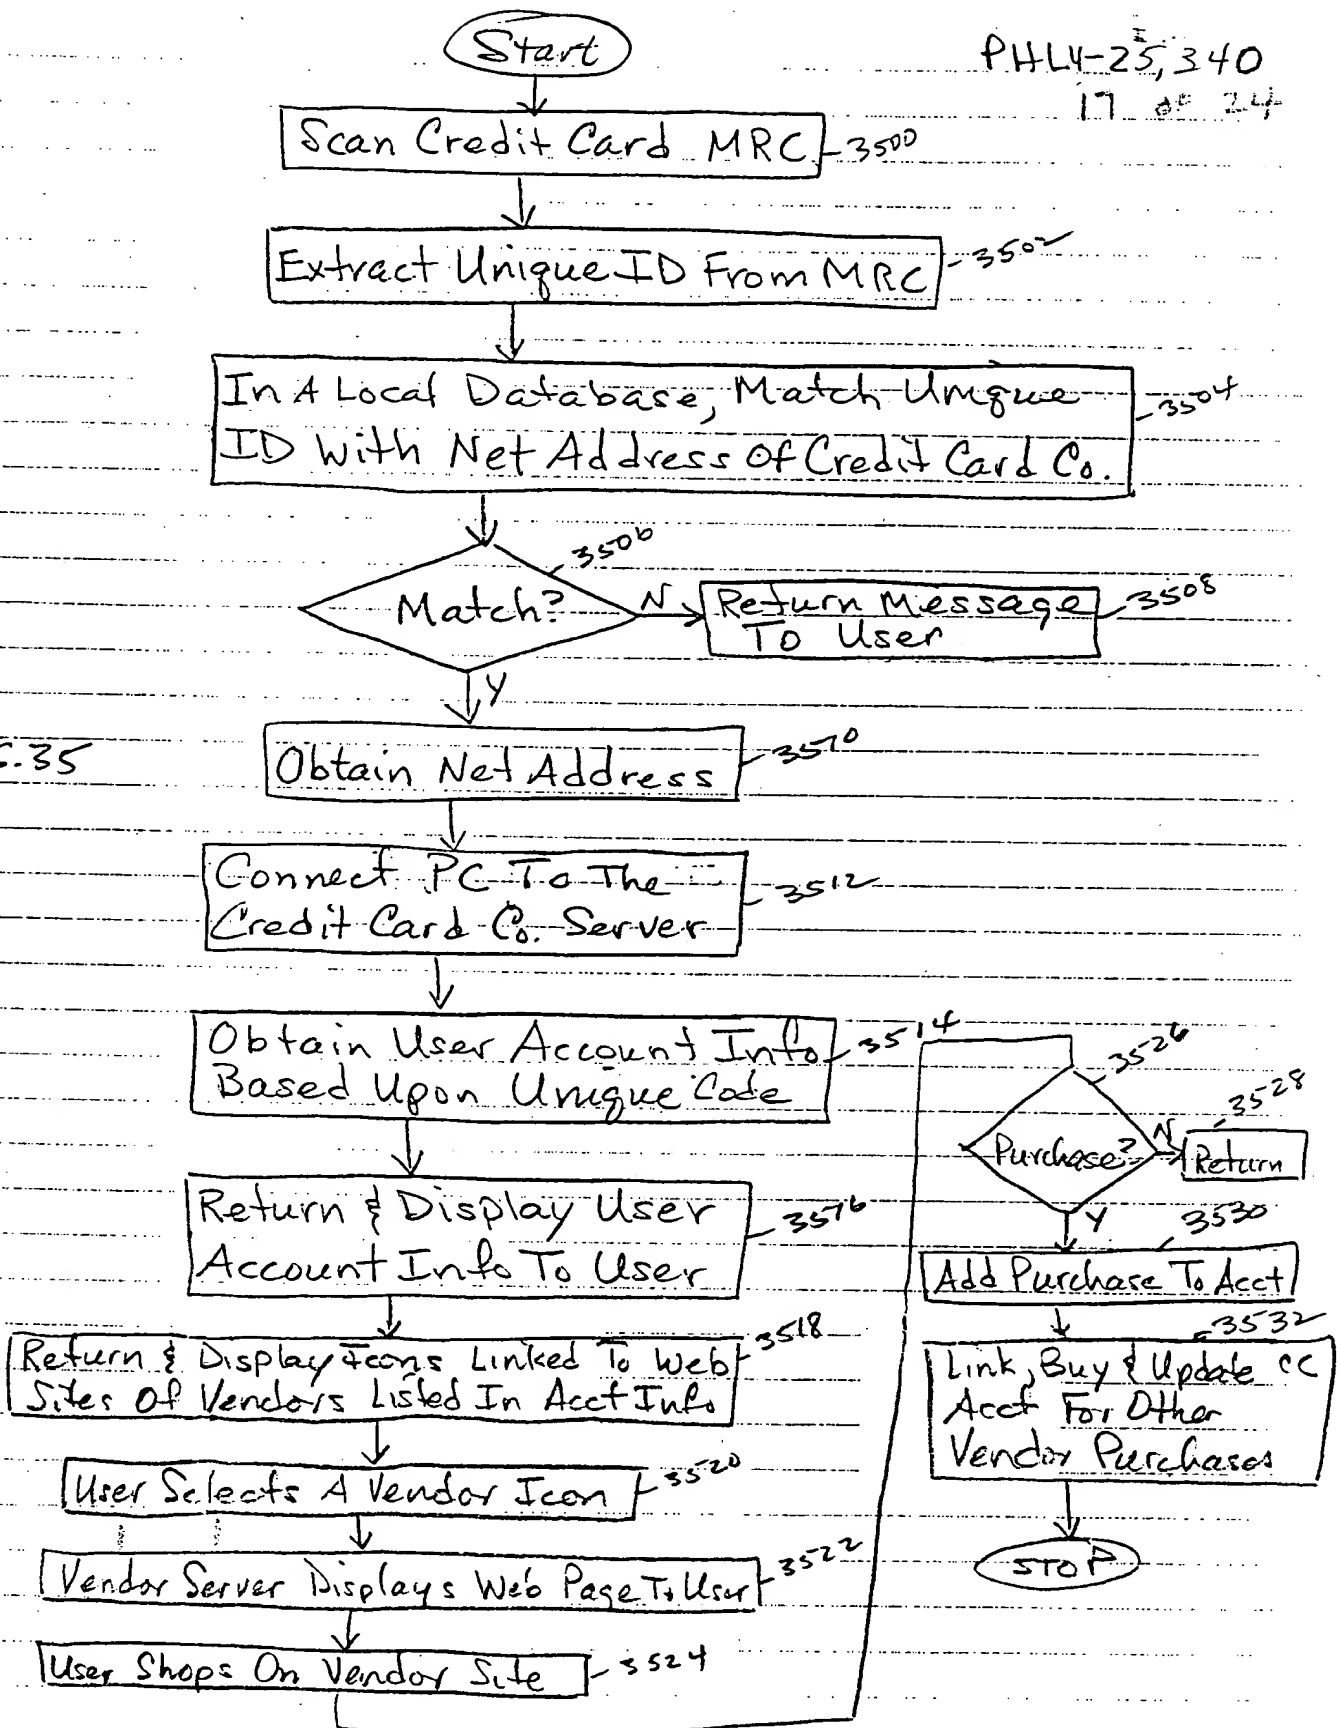 Start
PHLY-25,340
17 of 24
Scan Credit Card MRC
3500
Extract Unique ID From MRC
3502
In A Local Database, Match Unique
ID With Net Address Of Credit Card Co.
3504
Match?
3506
N
Return Message
To User
3508
Y
Obtain Net Address
3510
.35
Connect PC To The
Credit Card Co. Server
3512
Obtain User Account Info
Based Upon Unique Code
3514
Return & Display User
Account Info To User
3516
Return & Display Icons Linked To Web
Sites Of Vendors Listed In Acct Info
3518
User Selects A Vendor Icon
3520
Vendor Server Displays Web Page To User
3522
User Shops On Vendor Site
3524
Purchase?
3526
N
Return
3528
Y
Add Purchase To Acct
3530
Link, Buy & Update CC
Acct For Other
Vendor Purchases
3532
STOP